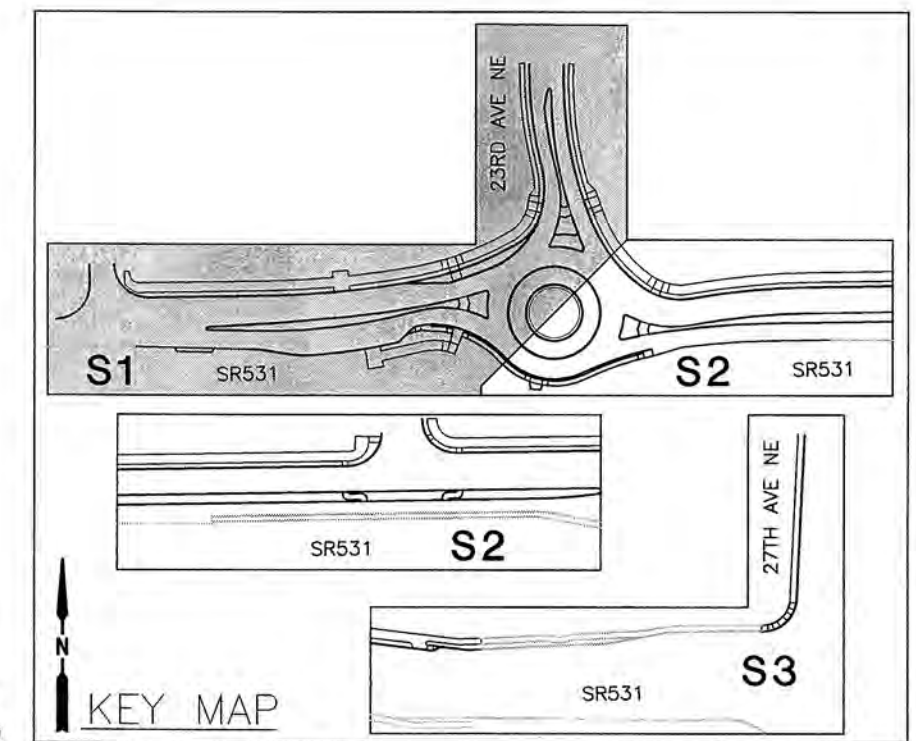 23RD AVE NE
S1
SR531
S2
SR531
SR531
S2
27TH AVE NE
S3
SR531
N
KEY MAP